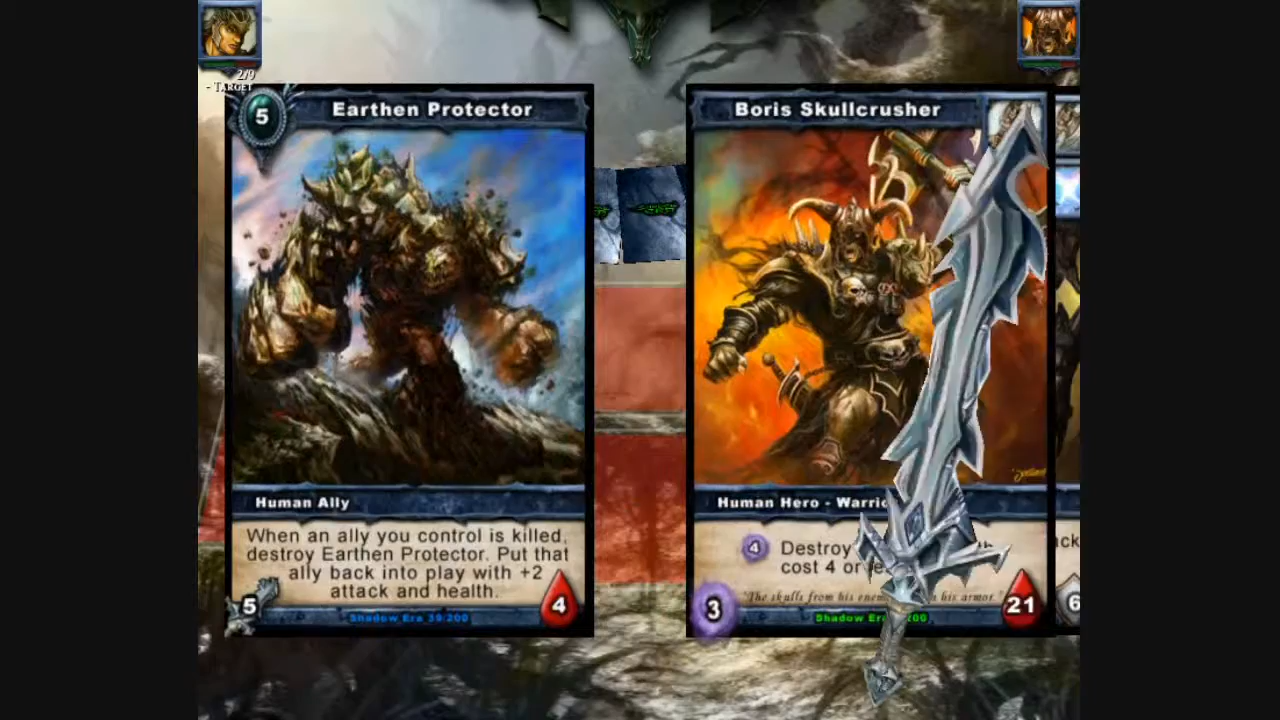 2/9
- Target
5
Earthen Protector
Human Ally
When an ally you control is killed,
destroy Earthen Protector. Put that
ally back into play with +2
attack and health.
5
4
Shadow Era 39/200
Boris Skullcrusher
Human Hero -
4
Destroy
cost 4 or
"The skulls from his his armor."
3
21
Shadow Era
6